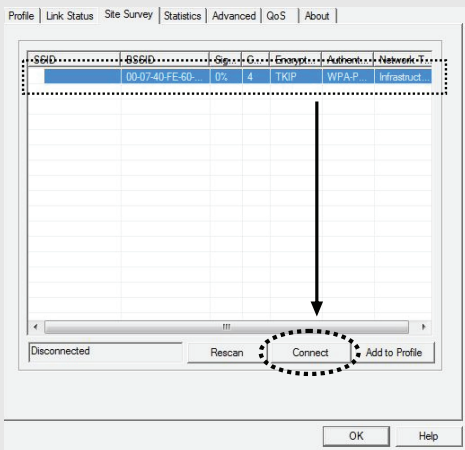 Profile Link Status Site Survey Statistics Advanced QoS About
SSID BSSID Sig... C... Encrypt... Authent... Network T...
00-07-40-FE-60-... 0% 4 TKIP WPA-P... Infrastruct...
Disconnected Rescan Connect Add to Profile
OK Help